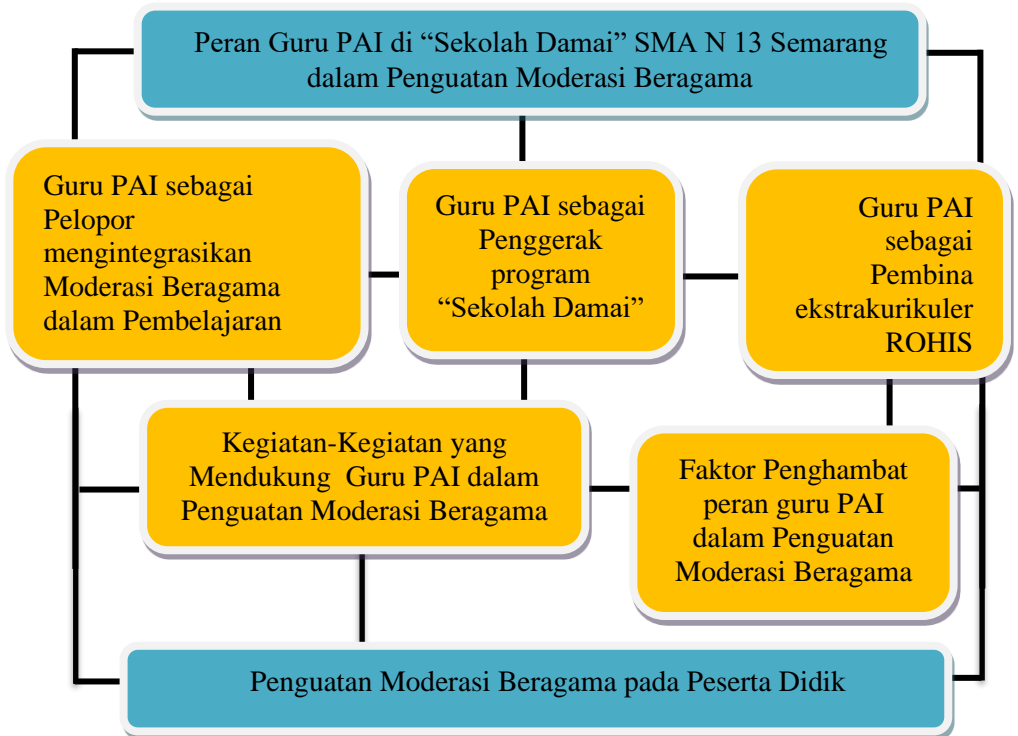 Peran Guru PAI di “Sekolah Damai” SMA N 13 Semarang
dalam Penguatan Moderasi Beragama
Guru PAI sebagai
Pelopor
mengintegrasikan
Moderasi Beragama
dalam Pembelajaran
Guru PAI sebagai
Penggerak
program
“Sekolah Damai”
Guru PAI
sebagai
Pembina
ekstrakurikuler
ROHIS
Kegiatan-Kegiatan yang
Mendukung Guru PAI dalam
Penguatan Moderasi Beragama
Faktor Penghambat
peran guru PAI
dalam Penguatan
Moderasi Beragama
Penguatan Moderasi Beragama pada Peserta Didik